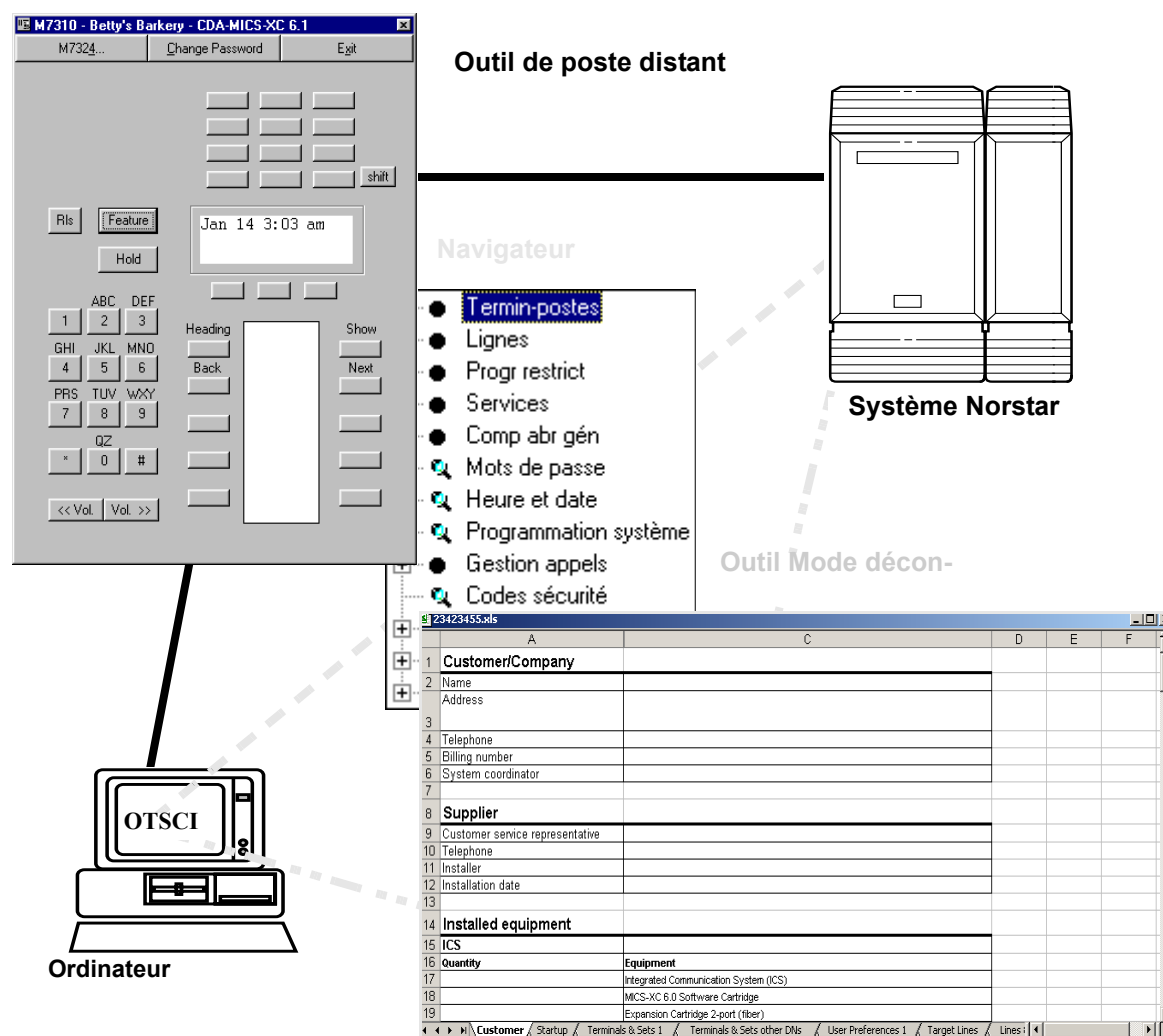 M7310 - Betty's Barkery - CDA-MICS-XC 6.1
M7324... Change Password Exit
Outil de poste distant
shift
Rls Feature
Jan 14 3:03 am
Hold
ABC DEF
1 2 3
GHI JKL MNO
4 5 6
PRS TUV WXY
7 8 9
QZ
* 0 #
<< Vol. Vol. >>
Heading Show
Back Next
Navigateur
Termin-postes
Lignes
Progr restrict
Services
Comp abr gén
Mots de passe
Heure et date
Programmation système
Gestion appels
Codes sécurité
Système Norstar
Outil Mode décon-
23423455.xls
A C D E F
1 Customer/Company
2 Name
3 Address
4 Telephone
5 Billing number
6 System coordinator
7
8 Supplier
9 Customer service representative
10 Telephone
11 Installer
12 Installation date
13
14 Installed equipment
15 ICS
16 Quantity Equipment
17 Integrated Communication System (ICS)
18 MICS-XC 6.0 Software Cartridge
19 Expansion Cartridge 2-port (fiber)
Customer Startup Terminals & Sets 1 Terminals & Sets other DNs User Preferences 1 Target Lines Lines
OTSCI
Ordinateur